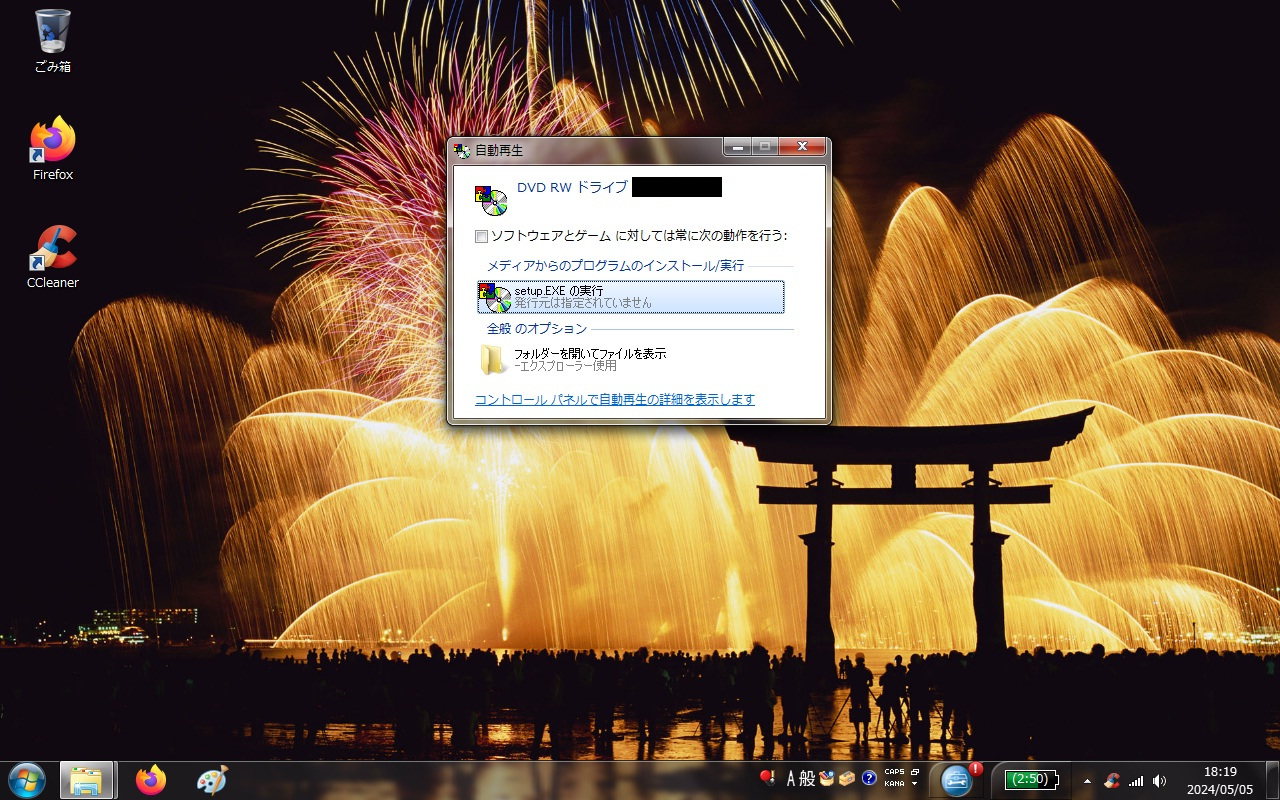 ごみ箱
Firefox
CCleaner
自動再生
DVD RW ドライブ
ソフトウェアとゲーム に対しては常に次の動作を行う:
メディアからのプログラムのインストール/実行
setup.EXE の実行
発行元は指定されていません
全般 のオプション
フォルダーを開いてファイルを表示
-エクスプローラー使用
コントロール パネルで自動再生の詳細を表示します
A 般
CAPS
KANA
(2:50)
18:19
2024/05/05